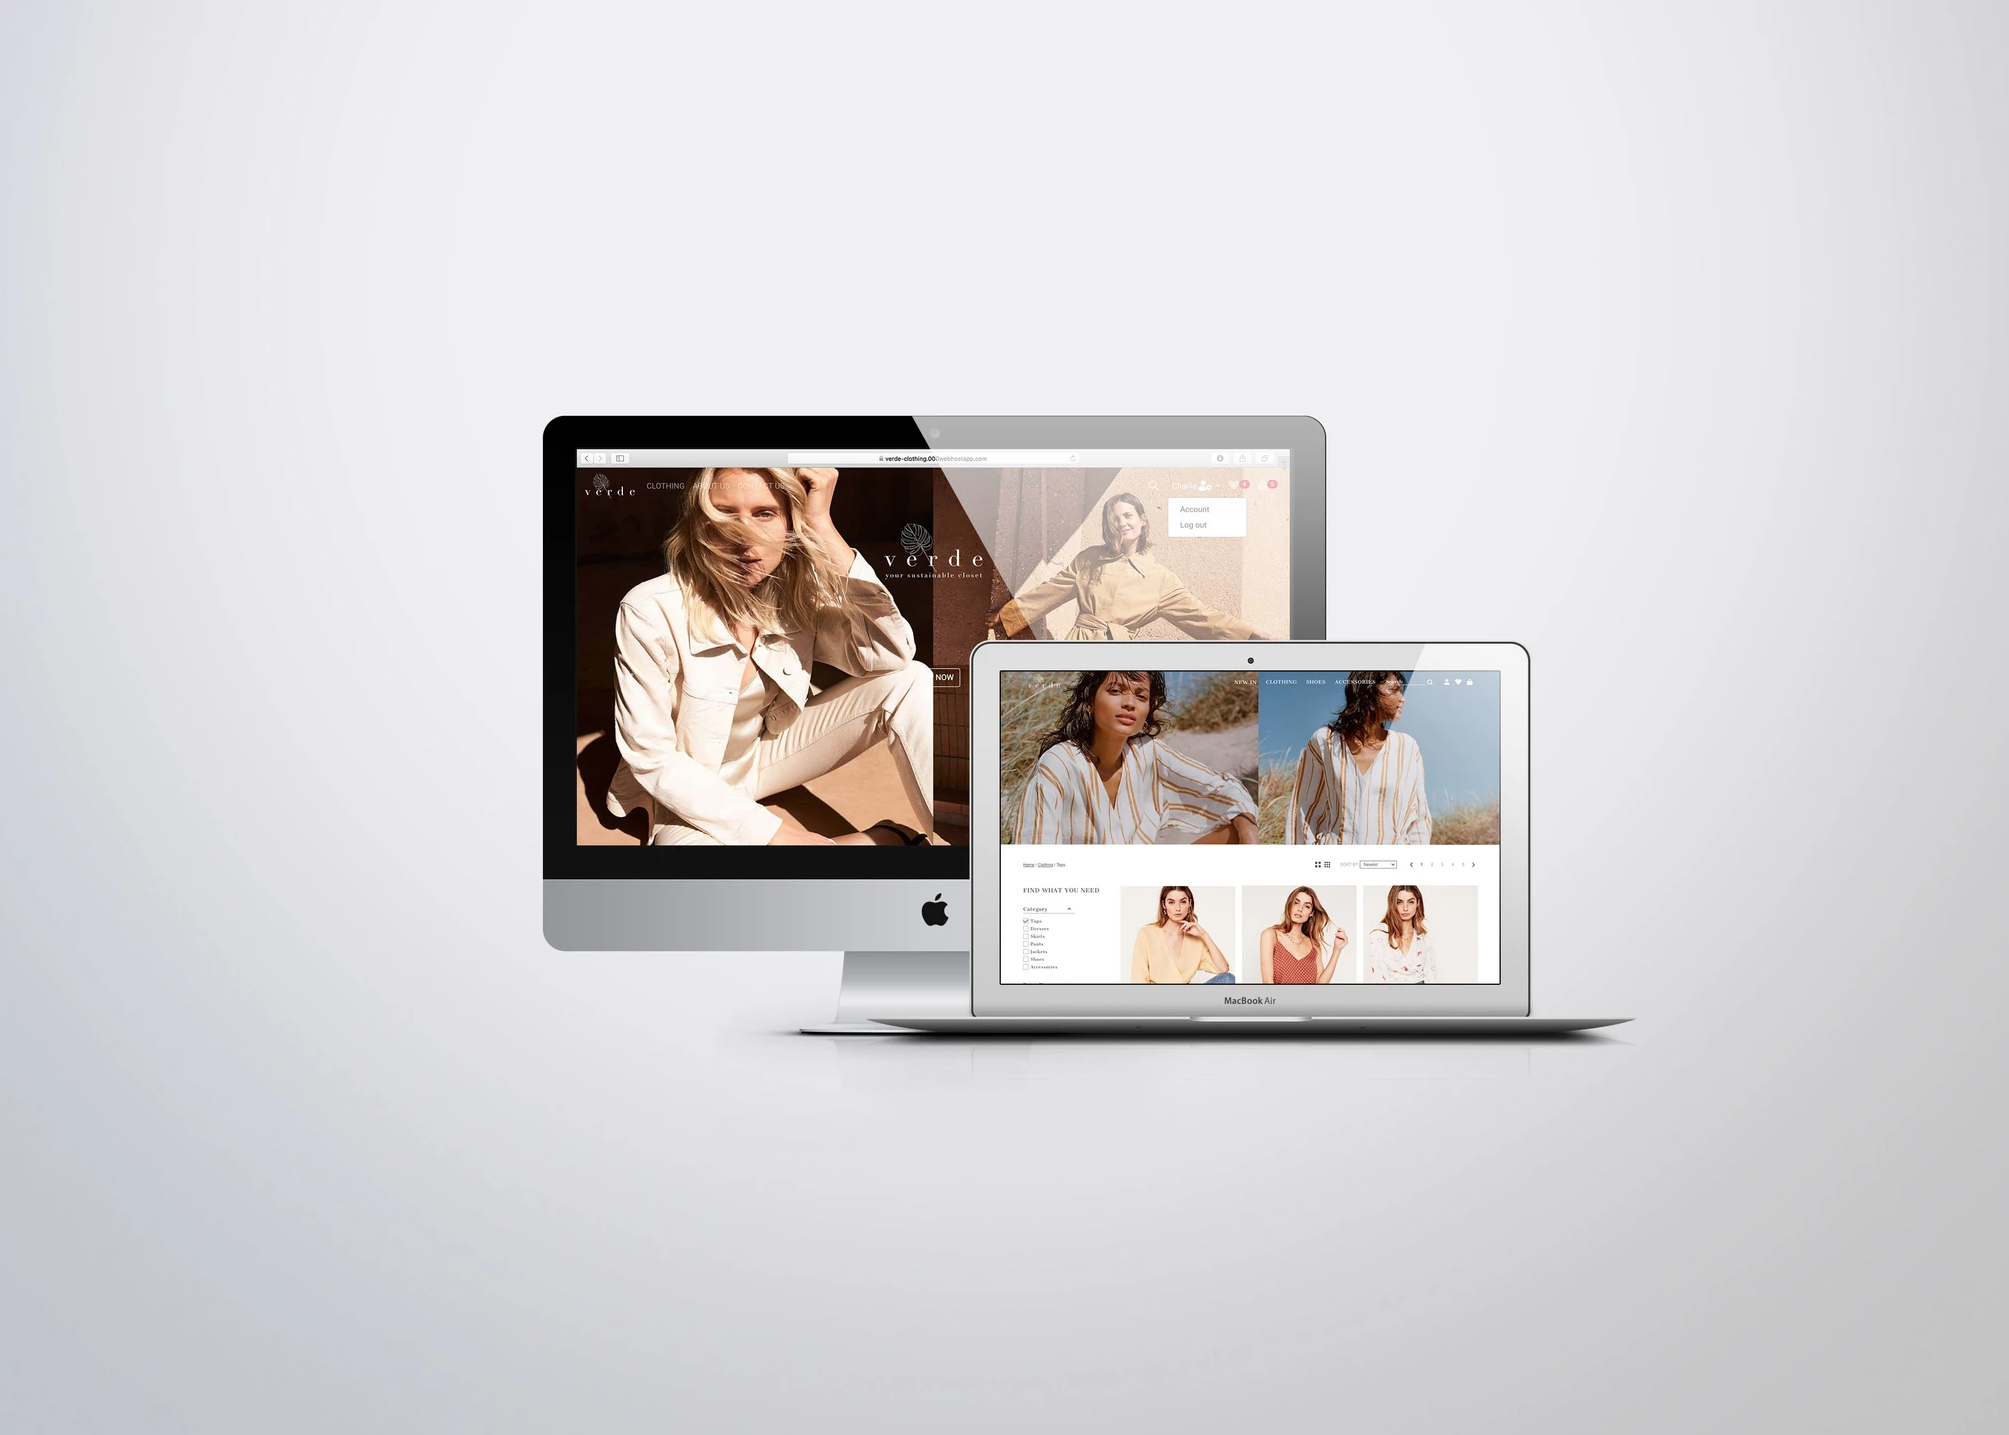 verde-clothing.000webhostapp.com
verde
CLOTHING ABOUT US CONTACT US
Charlie
Account
Log out
verde
your sustainable closet
NOW
verde
NEW IN CLOTHING SHOES ACCESSORIES Search
Home / Clothing / Tops
SORT BY Newest
1 2 3 4 5
FIND WHAT YOU NEED
Category
Tops
Dresses
Skirts
Pants
Jackets
Shoes
Accessories
MacBook Air